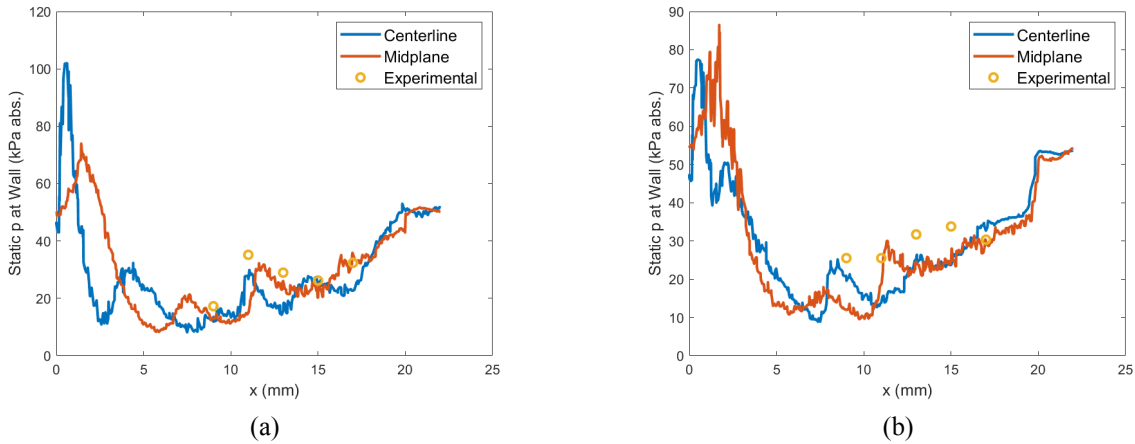 120
100
80
60
40
20
0
Static p at Wall (kPa abs.)
Centerline
Midplane
Experimental
0 5 10 15 20 25
x (mm)
(a)
90
80
70
60
50
40
30
20
10
0
Static p at Wall (kPa abs.)
Centerline
Midplane
Experimental
0 5 10 15 20 25
x (mm)
(b)